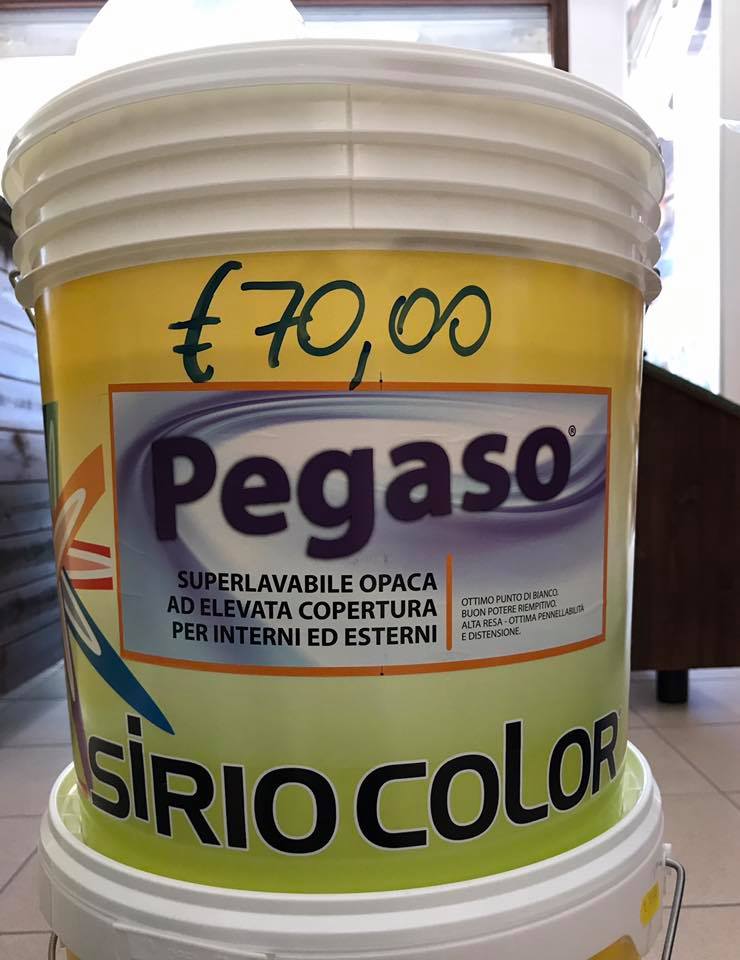 €70,00
Pegaso®
SUPERLAVABILE OPACA
AD ELEVATA COPERTURA
PER INTERNI ED ESTERNI
OTTIMO PUNTO DI BIANCO.
BUON POTERE RIEMPITIVO.
ALTA RESA - OTTIMA PENNELLABILITÀ
E DISTENSIONE.
SIRIO COLOR